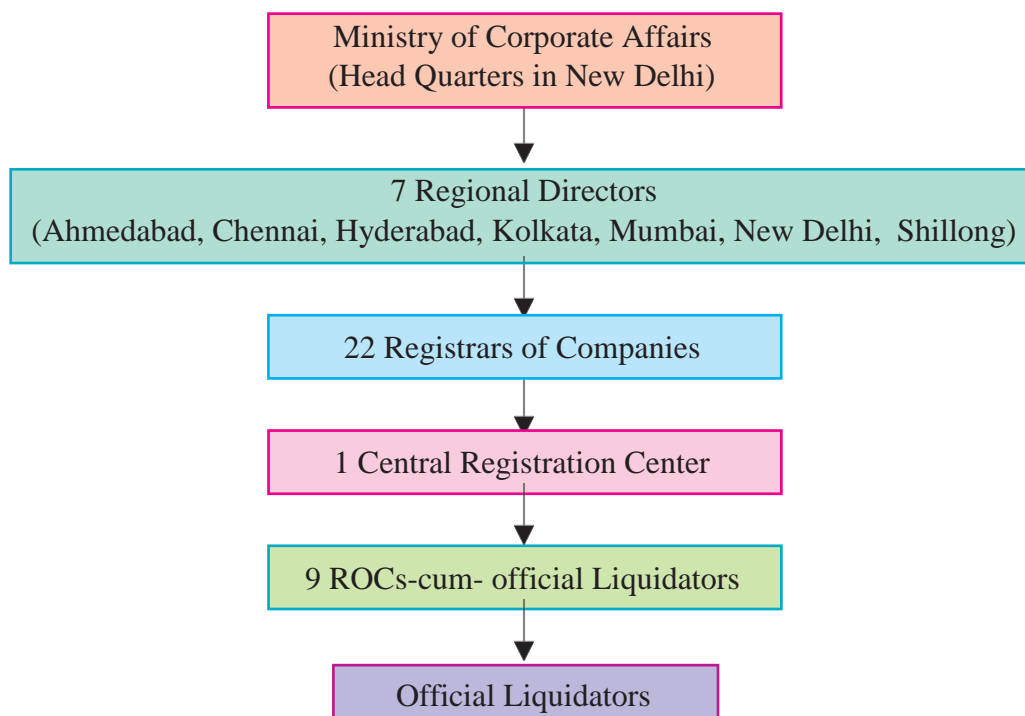 Ministry of Corporate Affairs
(Head Quarters in New Delhi)
7 Regional Directors
(Ahmedabad, Chennai, Hyderabad, Kolkata, Mumbai, New Delhi, Shillong)
22 Registrars of Companies
1 Central Registration Center
9 ROCs-cum- official Liquidators
Official Liquidators